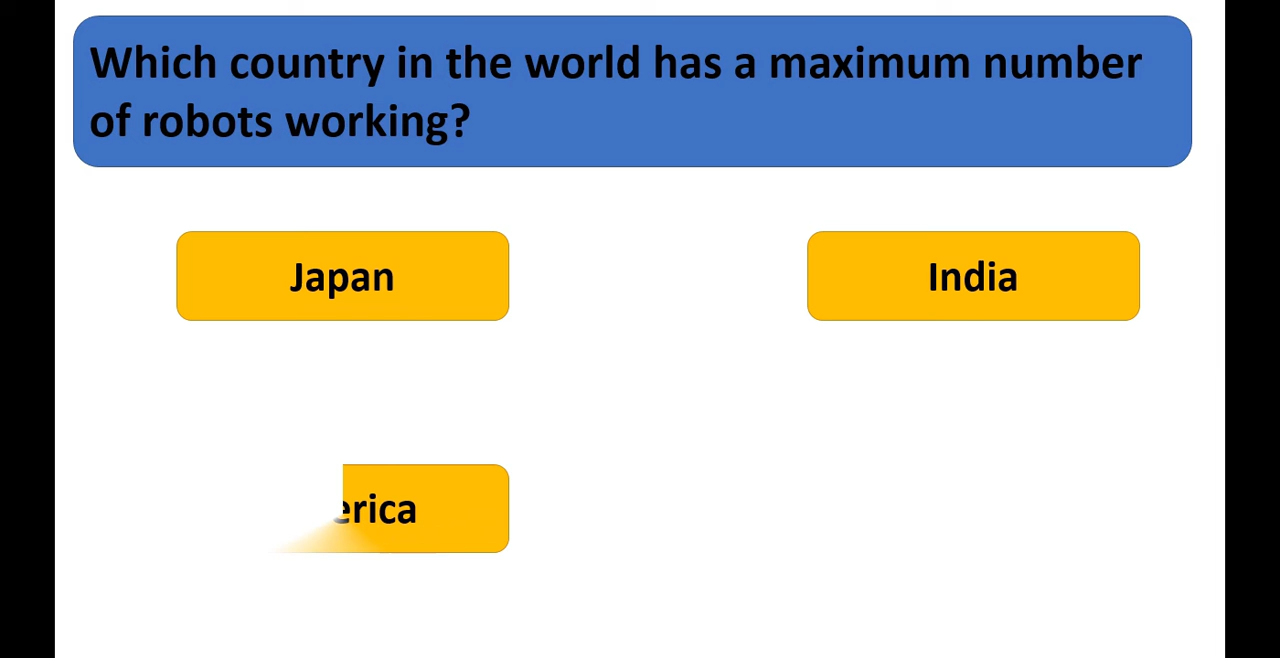 Which country in the world has a maximum number
of robots working?
Japan
India
erica